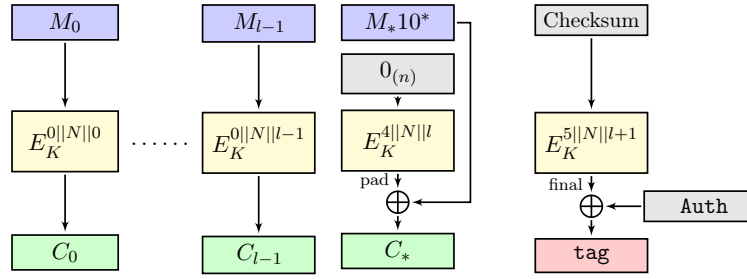 M_0 M_{l−1} M_*10^* Checksum
0_{(n)}
E_K^{0||N||0} ...... E_K^{0||N||l−1} E_K^{4||N||l} E_K^{5||N||l+1}
pad final
⊕ ⊕ Auth
C_0 C_{l−1} C_* tag